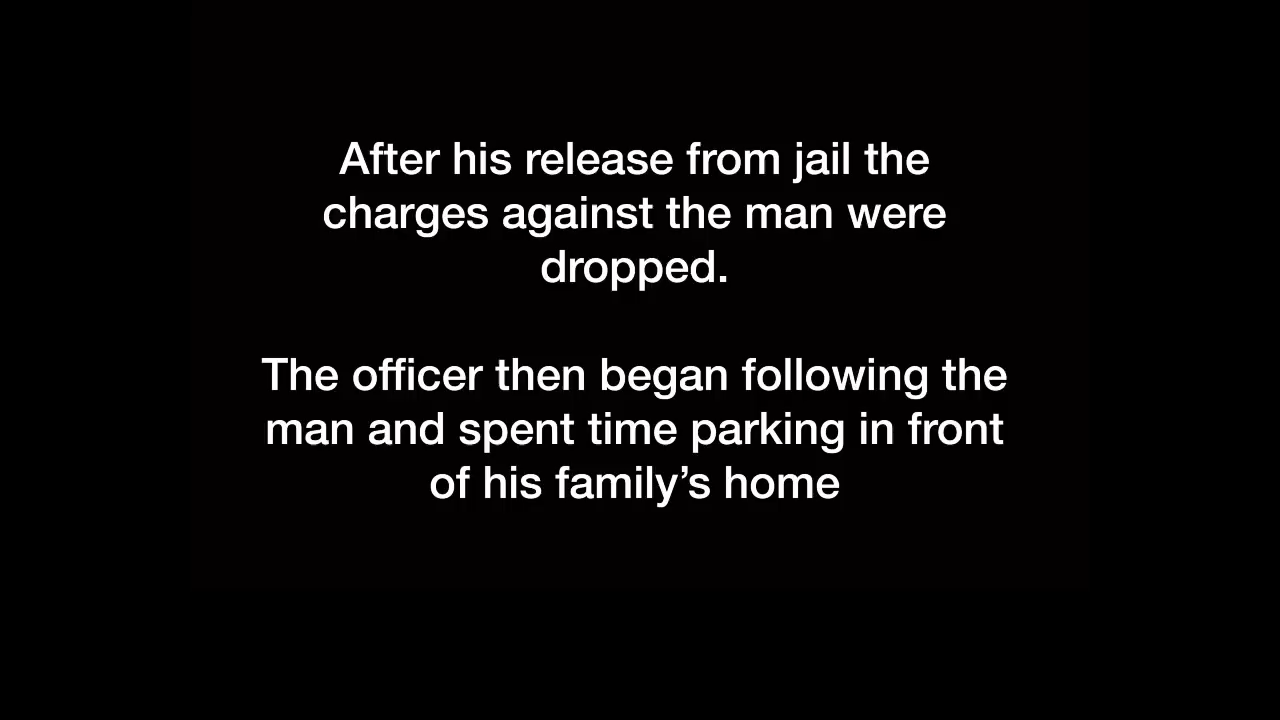 After his release from jail the
charges against the man were
dropped.
The officer then began following the
man and spent time parking in front
of his family’s home